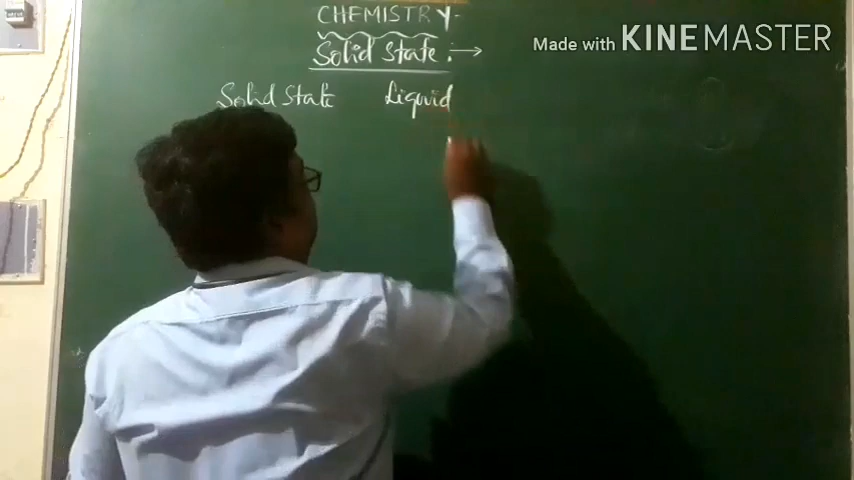 CHEMISTRY-
Made with KINEMASTER
Solid State :→
Solid State Liquid